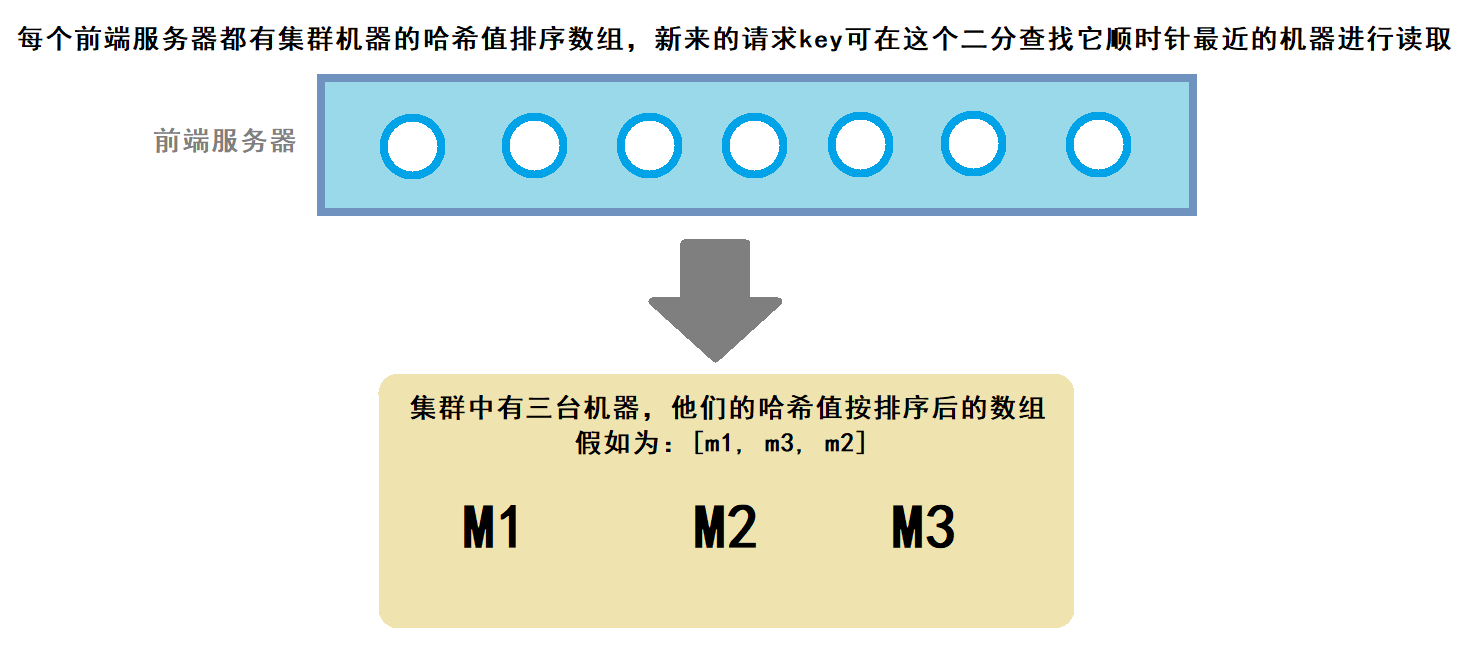 每个前端服务器都有集群机器的哈希值排序数组，新来的请求key可在这个二分查找它顺时针最近的机器进行读取
前端服务器
集群中有三台机器，他们的哈希值按排序后的数组
假如为：[m1, m3, m2]
M1 M2 M3